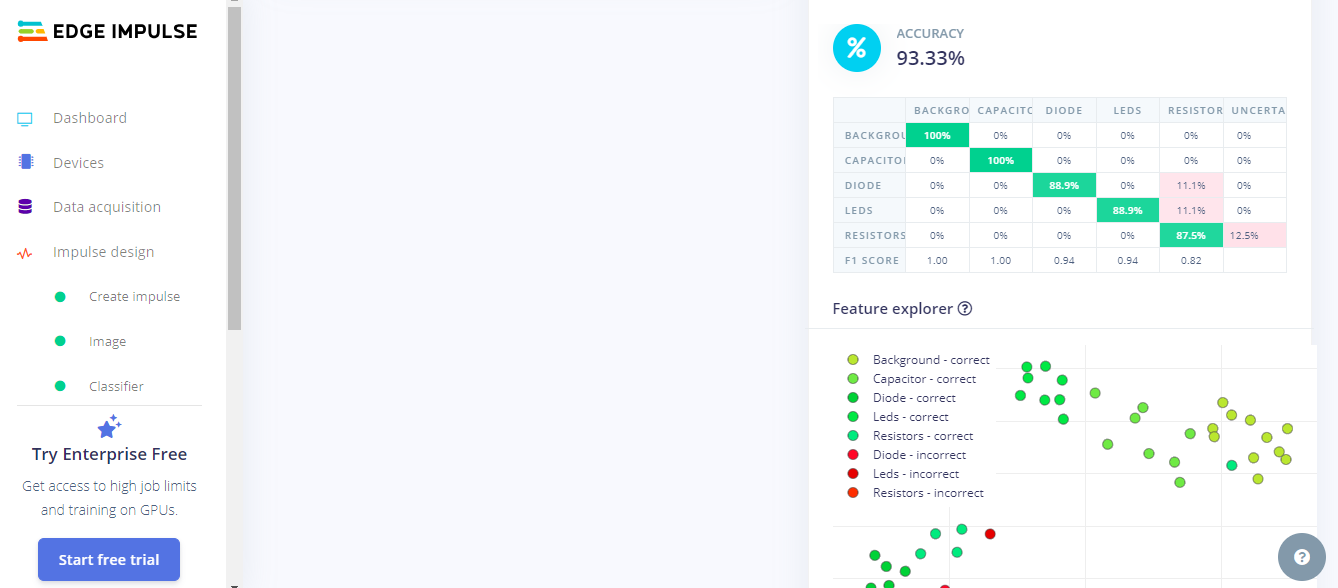 EDGE IMPULSE
Dashboard
Devices
Data acquisition
Impulse design
Create impulse
Image
Classifier
Try Enterprise Free
Get access to high job limits
and training on GPUs.
Start free trial
%
ACCURACY
93.33%
BACKGRO CAPACITO DIODE LEDS RESISTOR UNCERTA
BACKGROU 100% 0% 0% 0% 0% 0%
CAPACITO 0% 100% 0% 0% 0% 0%
DIODE 0% 0% 88.9% 0% 11.1% 0%
LEDS 0% 0% 0% 88.9% 11.1% 0%
RESISTORS 0% 0% 0% 0% 87.5% 12.5%
F1 SCORE 1.00 1.00 0.94 0.94 0.82
Feature explorer ?
Background - correct
Capacitor - correct
Diode - correct
Leds - correct
Resistors - correct
Diode - incorrect
Leds - incorrect
Resistors - incorrect
?